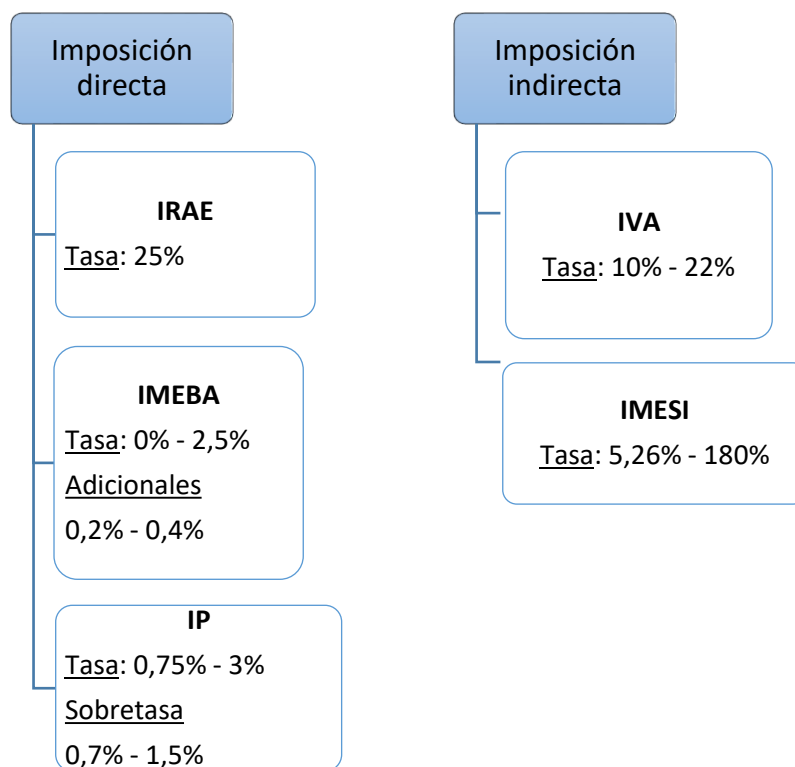 Imposición
directa
IRAE
Tasa: 25%
IMEBA
Tasa: 0% - 2,5%
Adicionales
0,2% - 0,4%
IP
Tasa: 0,75% - 3%
Sobretasa
0,7% - 1,5%
Imposición
indirecta
IVA
Tasa: 10% - 22%
IMESI
Tasa: 5,26% - 180%